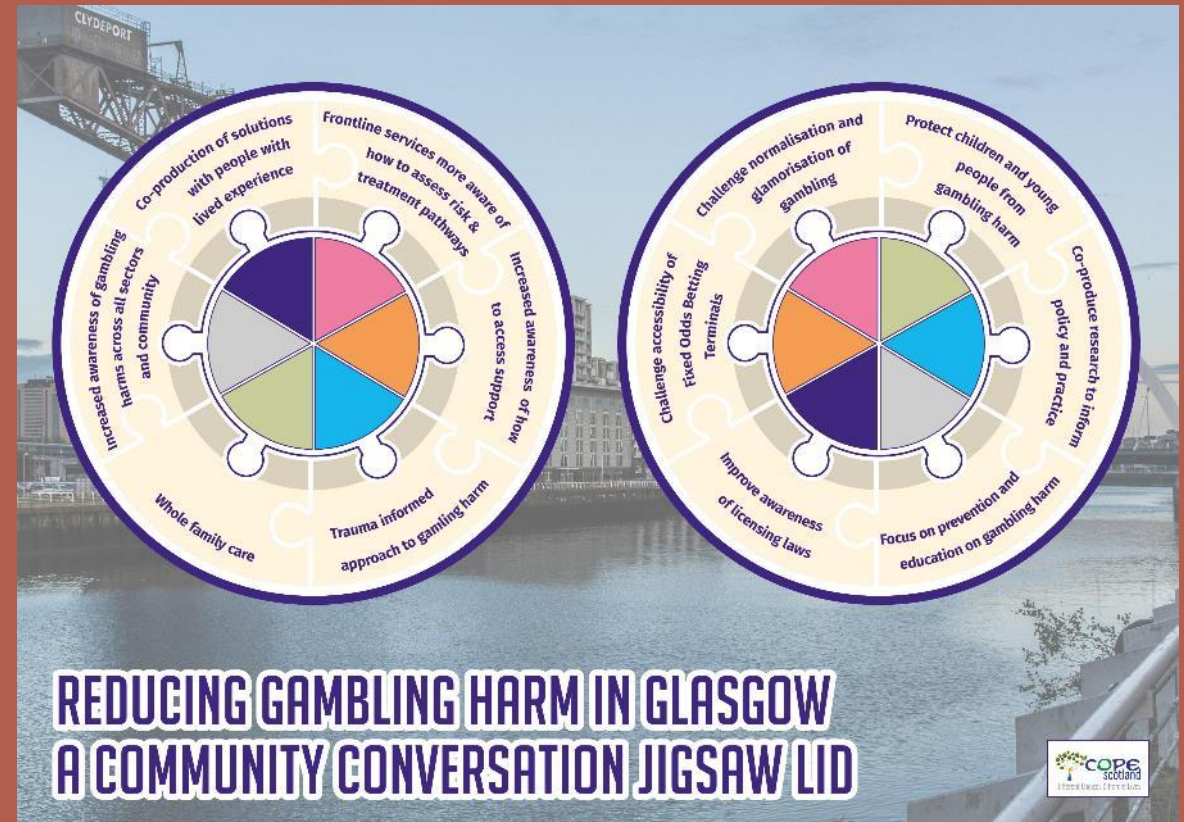 CLYDEPORT
Co-production of solutions
with people with
lived experience
Frontline services more aware of
how to assess risk &
treatment pathways
Increased awareness of how
to access support
Trauma informed
approach to gamling harm
Whole family care
Increased awareness of gambling
harms across all sectors
and community
Challenge normalisation and
glamorisation of
gambling
Protect children and young
people from
gambling harm
Co-produce research to inform
policy and practice
Focus on prevention and
education on gambling harm
Improve awareness
of licensing laws
Challenge accessibility of
Fixed Odds Betting
Terminals
REDUCING GAMBLING HARM IN GLASGOW
A COMMUNITY CONVERSATION JIGSAW LID
COPE
Scotland
Different Choices, Different Lives